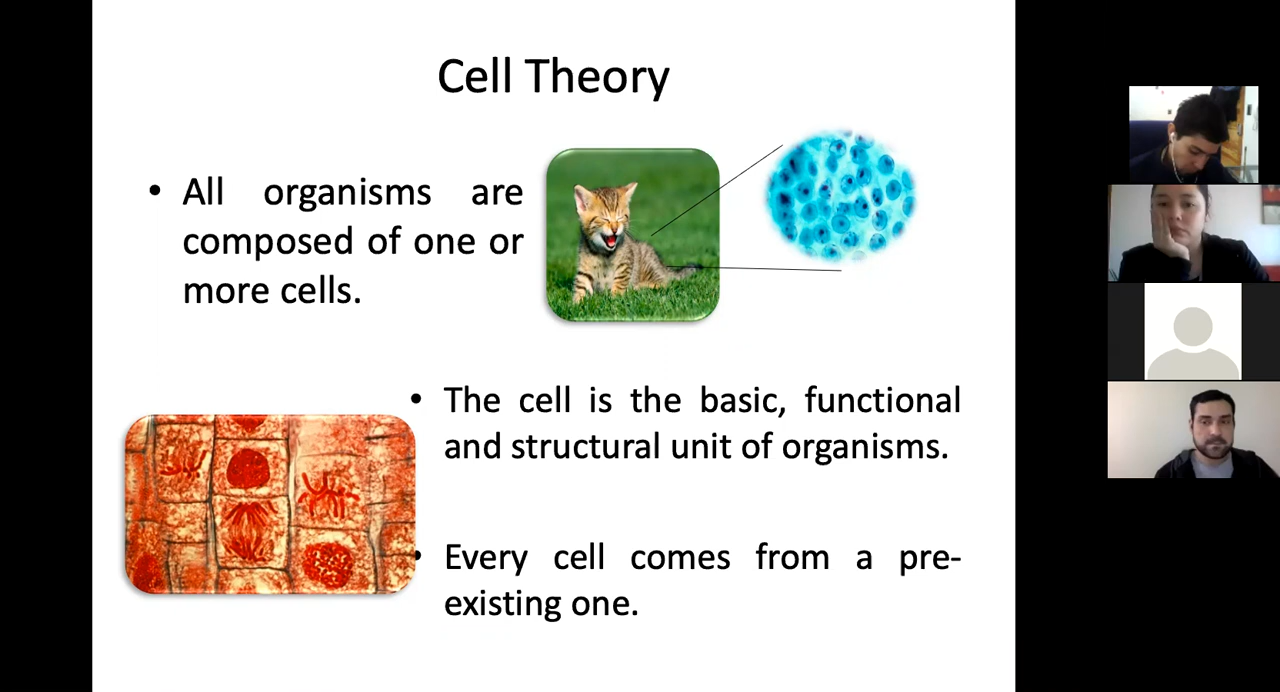 Cell Theory
• All organisms are
composed of one or
more cells.
• The cell is the basic, functional
and structural unit of organisms.
• Every cell comes from a pre-
existing one.